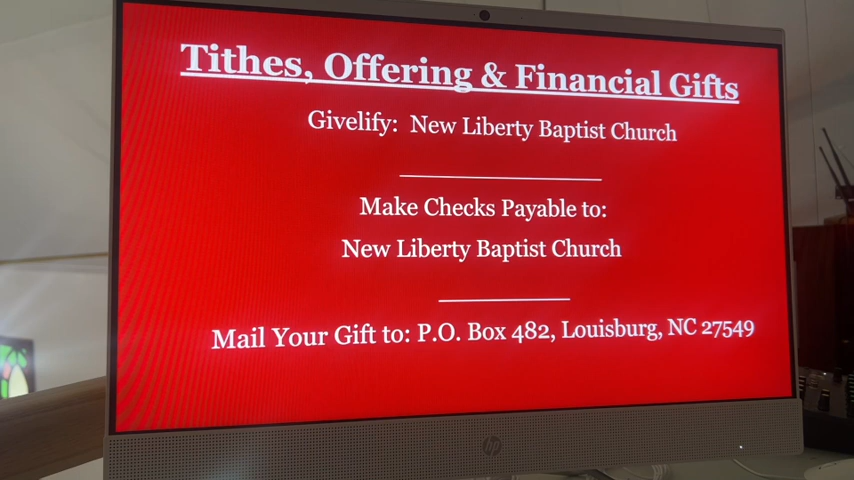 Tithes, Offering & Financial Gifts
Givelify: New Liberty Baptist Church
Make Checks Payable to:
New Liberty Baptist Church
Mail Your Gift to: P.O. Box 482, Louisburg, NC 27549
hp